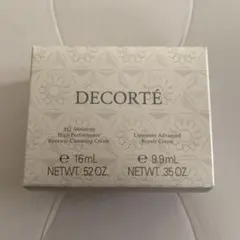 DECORTÉ
AQ Absolute
High Performance
Renewal Cleansing Cream
Liposome Advanced
Repair Cream
℮ 16mL
NETWT. 52 OZ.
℮ 9.9mL
NETWT. .35 OZ.